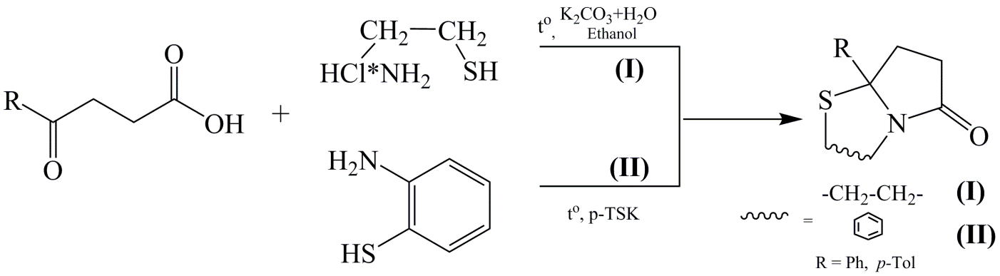 R
O
OH
O
+
CH₂—CH₂
HCl*NH₂ SH
H₂N
HS
t°, K₂CO₃+H₂O
Ethanol
(I)
(II)
t°, p-TSK
R
S
N
O
-CH₂-CH₂- (I)
= (II)
R = Ph, p-Tol